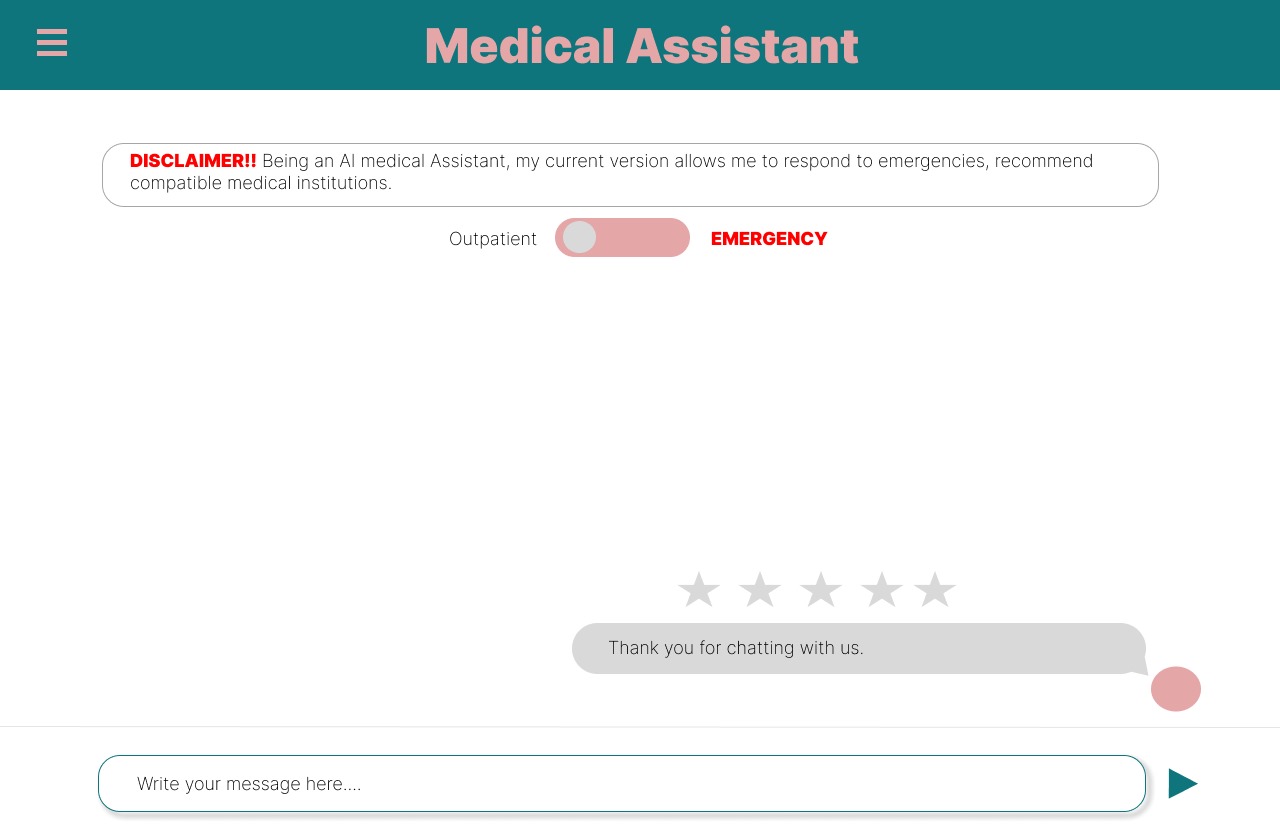 Medical Assistant
DISCLAIMER!! Being an AI medical Assistant, my current version allows me to respond to emergencies, recommend
compatible medical institutions.
Outpatient EMERGENCY
Thank you for chatting with us.
Write your message here....